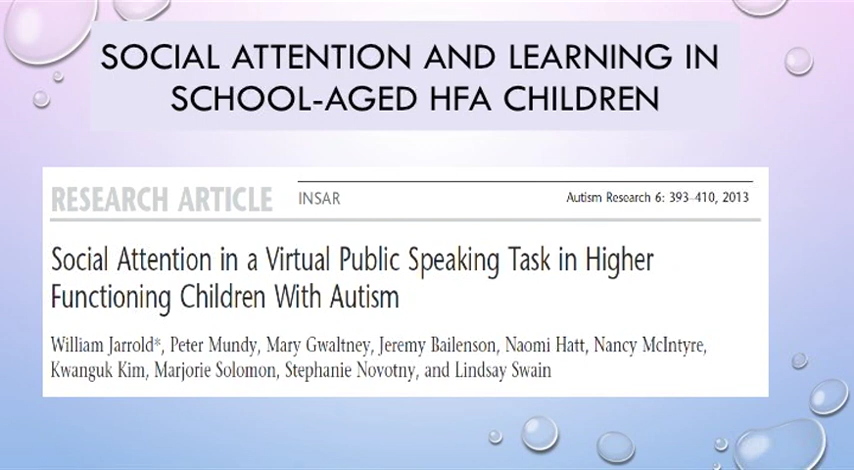 SOCIAL ATTENTION AND LEARNING IN
SCHOOL-AGED HFA CHILDREN
RESEARCH ARTICLE
INSAR
Autism Research 6: 393–410, 2013
Social Attention in a Virtual Public Speaking Task in Higher
Functioning Children With Autism
William Jarrold*, Peter Mundy, Mary Gwaltney, Jeremy Bailenson, Naomi Hatt, Nancy McIntyre,
Kwanguk Kim, Marjorie Solomon, Stephanie Novotny, and Lindsay Swain